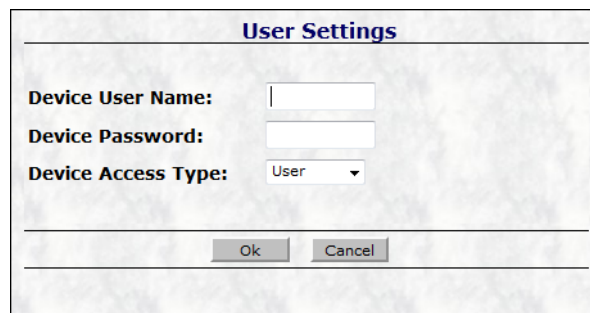 User Settings
Device User Name:
Device Password:
Device Access Type: User
Ok Cancel